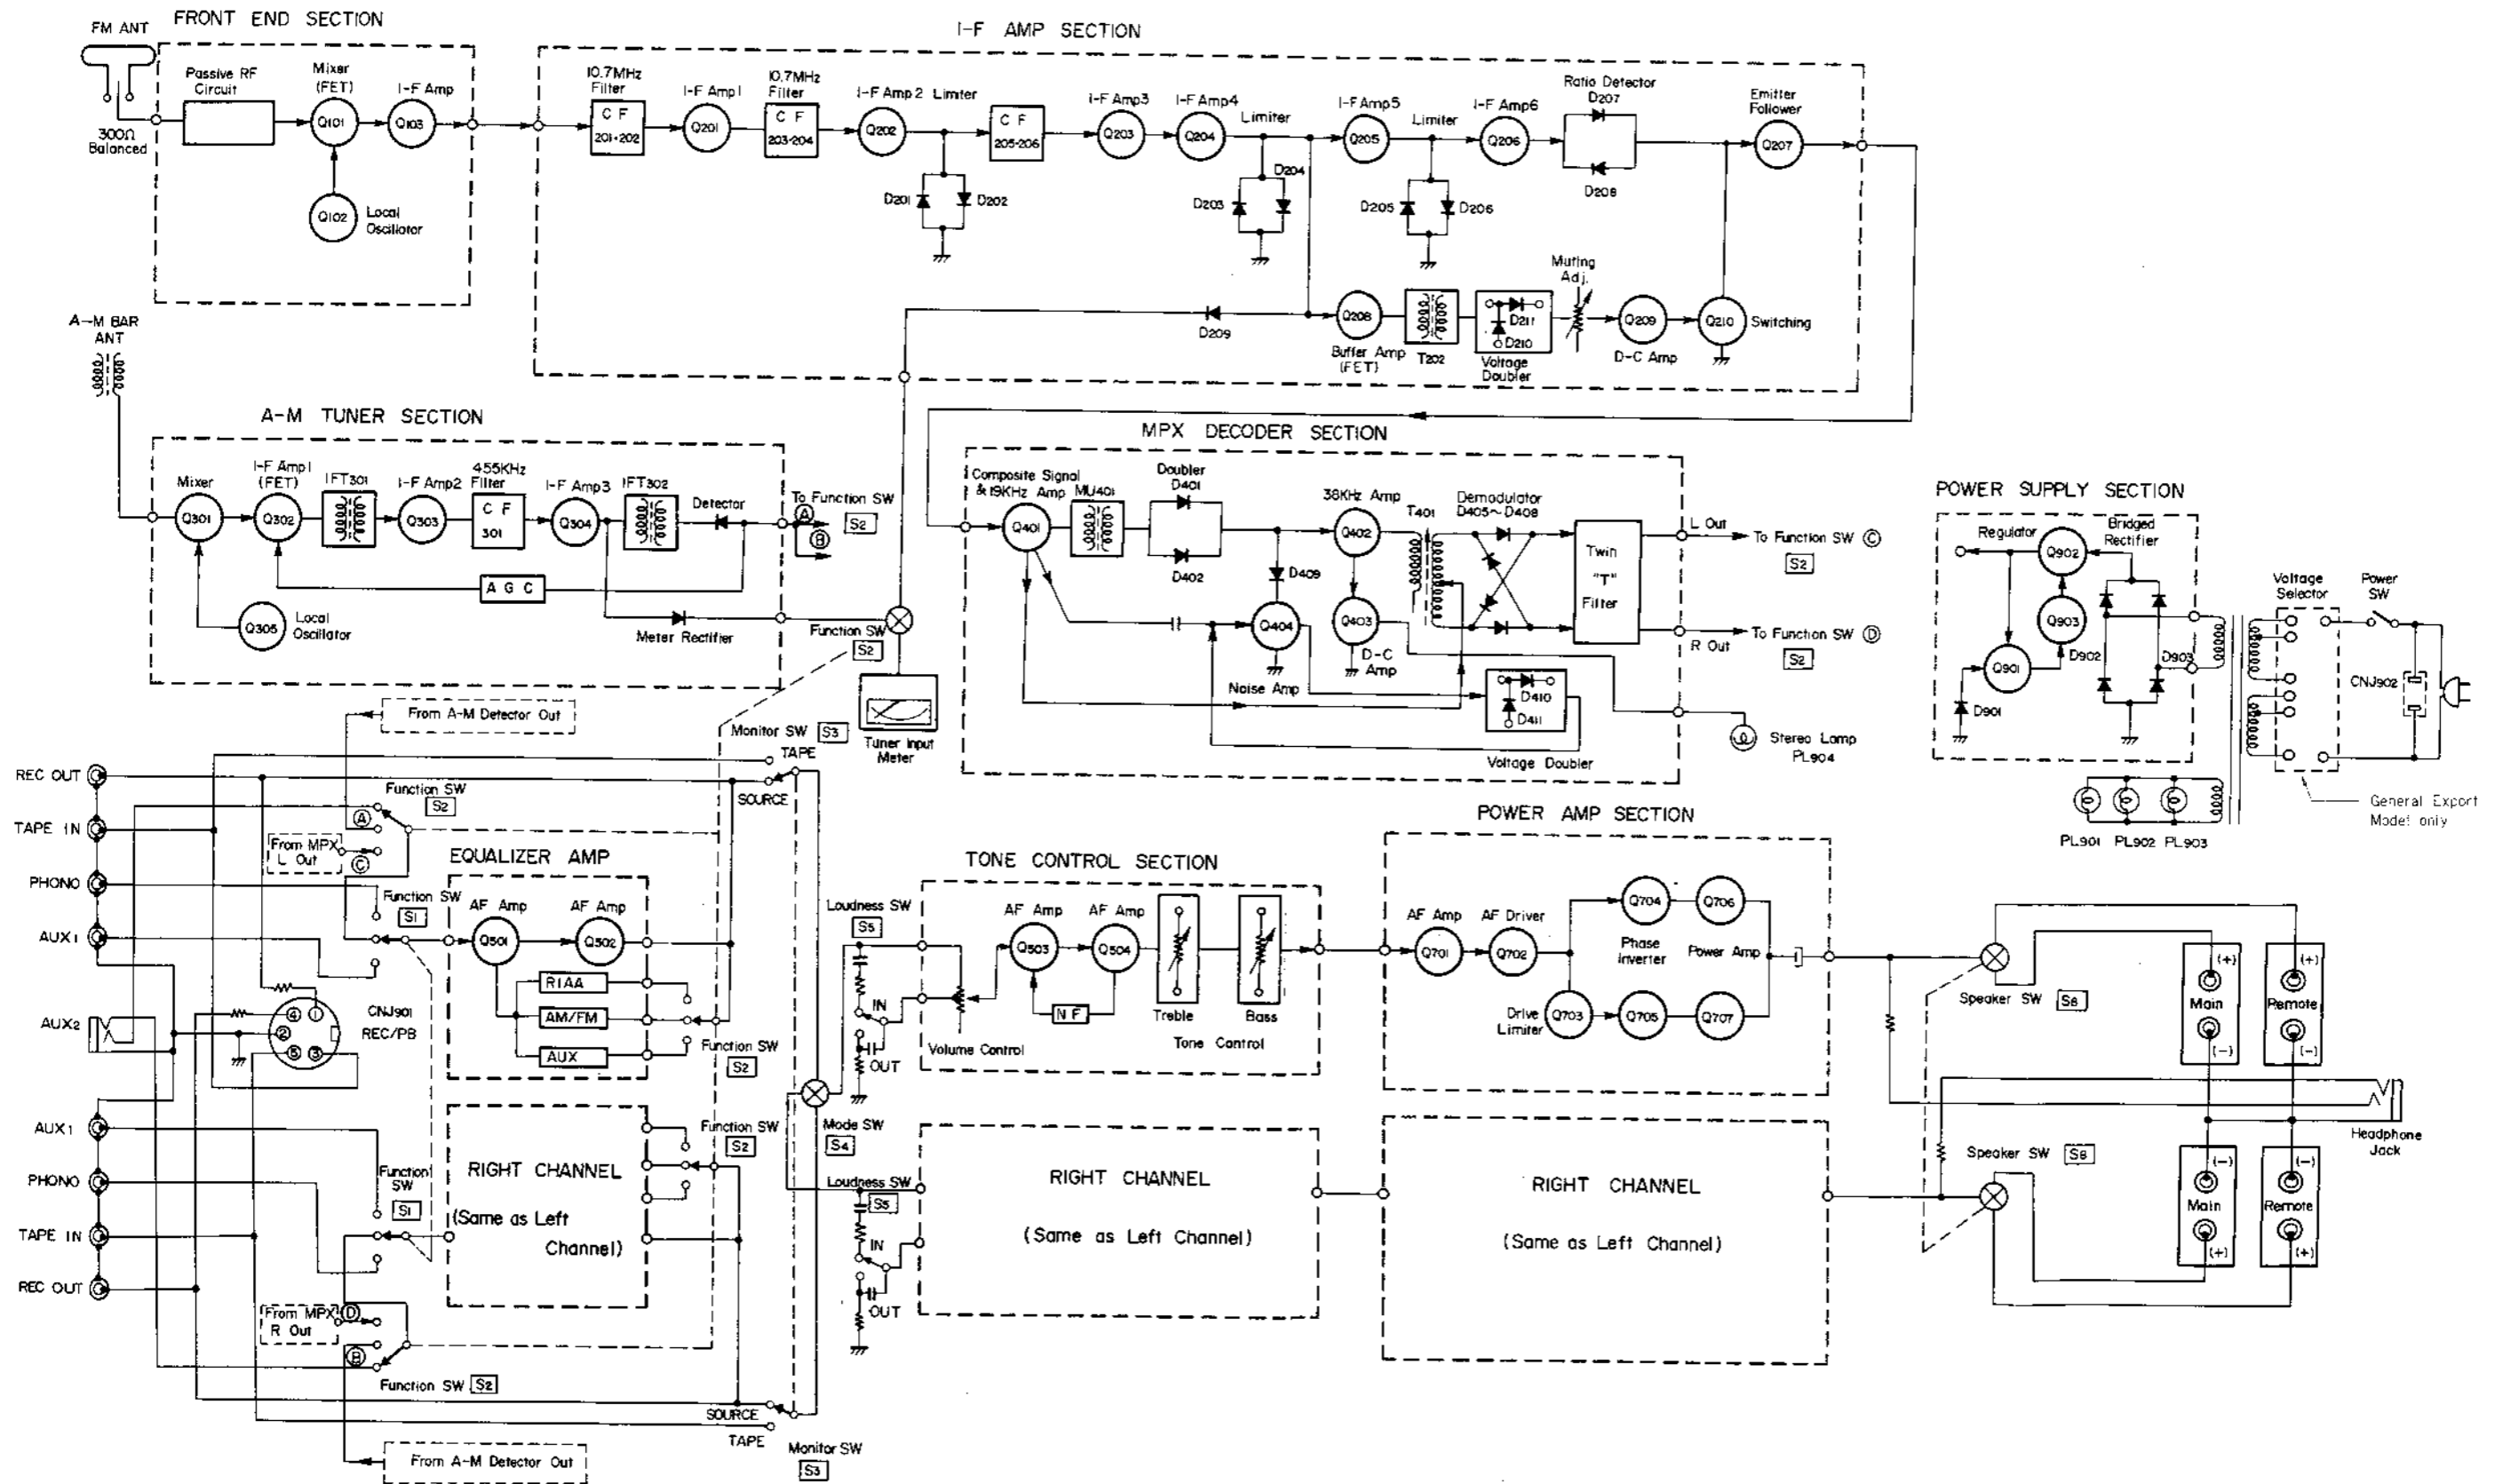 FRONT END SECTION
FM ANT
300Ω
Balanced
Passive RF
Circuit
Mixer
(FET)
Q101
I-F Amp
Q103
Q102
Local
Oscillator
I-F AMP SECTION
10.7MHz
Filter
C F
201-202
I-F Amp1
Q201
10.7MHz
Filter
C F
203-204
I-F Amp2 Limiter
Q202
D201
D202
C F
205-206
I-F Amp3
Q203
I-F Amp4
Q204
Limiter
D203
D204
I-F Amp5
Q205
Limiter
D205
D206
I-F Amp6
Q206
Ratio Detector
D207
D208
Emitter
Follower
Q207
D209
Q208
Buffer Amp
(FET)
T202
D211
D210
Voltage
Doubler
Muting
Adj.
Q209
D-C Amp
Q210
Switching
A-M BAR
ANT
A-M TUNER SECTION
Mixer
Q301
I-F Amp1
(FET)
Q302
IFT301
I-F Amp2
Q303
455KHz
Filter
C F
301
I-F Amp3
Q304
IFT302
Detector
A G C
Q305
Local
Oscillator
Meter Rectifier
To Function SW
A
B
S2
Function SW
S2
Tuner Input
Meter
MPX DECODER SECTION
Composite Signal
& 19KHz Amp
Q401
MU401
Doubler
D401
D402
D409
38KHz Amp
Q402
T401
Demodulator
D405~D408
Twin
"T"
Filter
L Out
To Function SW C
S2
R Out
To Function SW D
S2
Q404
Noise Amp
Q403
D-C
Amp
D410
D411
Voltage Doubler
Stereo Lamp
PL904
POWER SUPPLY SECTION
Regulator
Q902
Bridged
Rectifier
Q903
Q901
D901
D902
D903
Voltage
Selector
Power
SW
CNJ902
General Export
Model only
PL901 PL902 PL903
From A-M Detector Out
Monitor SW S3
TAPE
SOURCE
REC OUT
TAPE IN
PHONO
AUX1
AUX2
AUX1
PHONO
TAPE IN
REC OUT
Function SW
S2
A
From MPX
L Out
C
Function SW
S1
EQUALIZER AMP
AF Amp
Q501
AF Amp
Q502
RIAA
AM/FM
AUX
Function SW
S2
4
1
2
5
3
CNJ901
REC/PB
Function
SW
S1
RIGHT CHANNEL
(Same as Left
Channel)
Function SW
S2
Mode SW
S4
From MPX
R Out
D
B
Function SW S2
SOURCE
TAPE
Monitor SW
S3
From A-M Detector Out
TONE CONTROL SECTION
Loudness SW
S5
IN
OUT
Volume Control
AF Amp
Q503
AF Amp
Q504
N F
Treble
Bass
Tone Control
Loudness SW
S5
IN
OUT
RIGHT CHANNEL
(Same as Left Channel)
POWER AMP SECTION
AF Amp
Q701
AF Driver
Q702
Q704
Q706
Phase
Inverter
Power Amp
Drive
Limiter
Q703
Q705
Q707
RIGHT CHANNEL
(Same as Left Channel)
Speaker SW S8
(+)
Main
(-)
(+)
Remote
(-)
Headphone
Jack
Speaker SW S8
(-)
Main
(+)
(-)
Remote
(+)